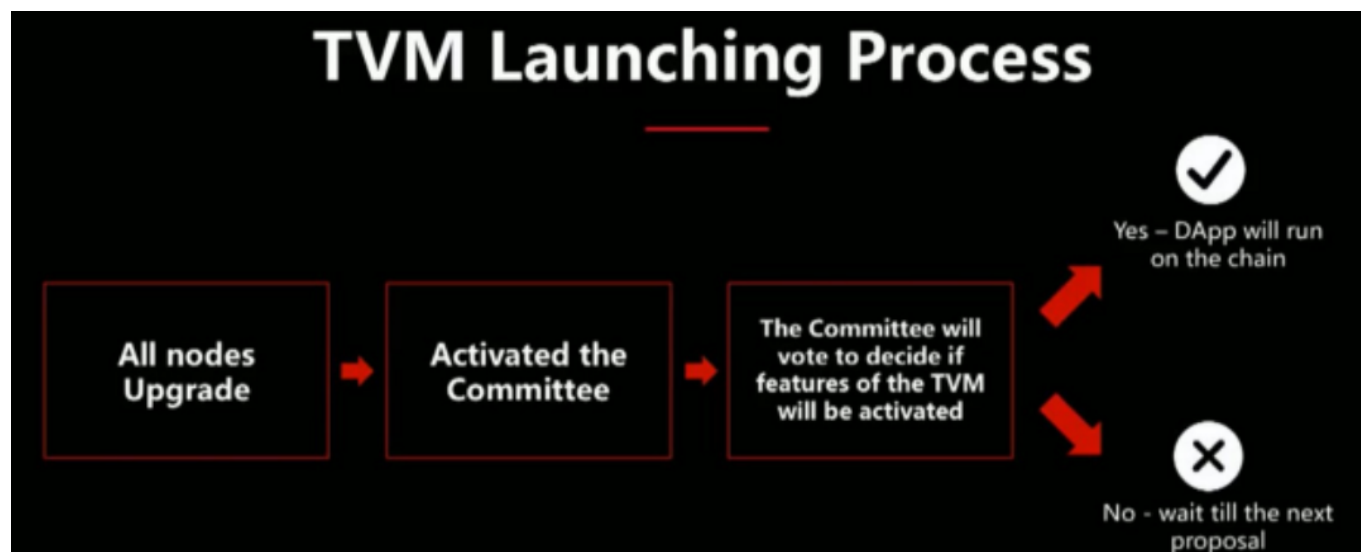 TVM Launching Process
Yes – DApp will run
on the chain
All nodes
Upgrade
Activated the
Committee
The Committee will
vote to decide if
features of the TVM
will be activated
No - wait till the next
proposal